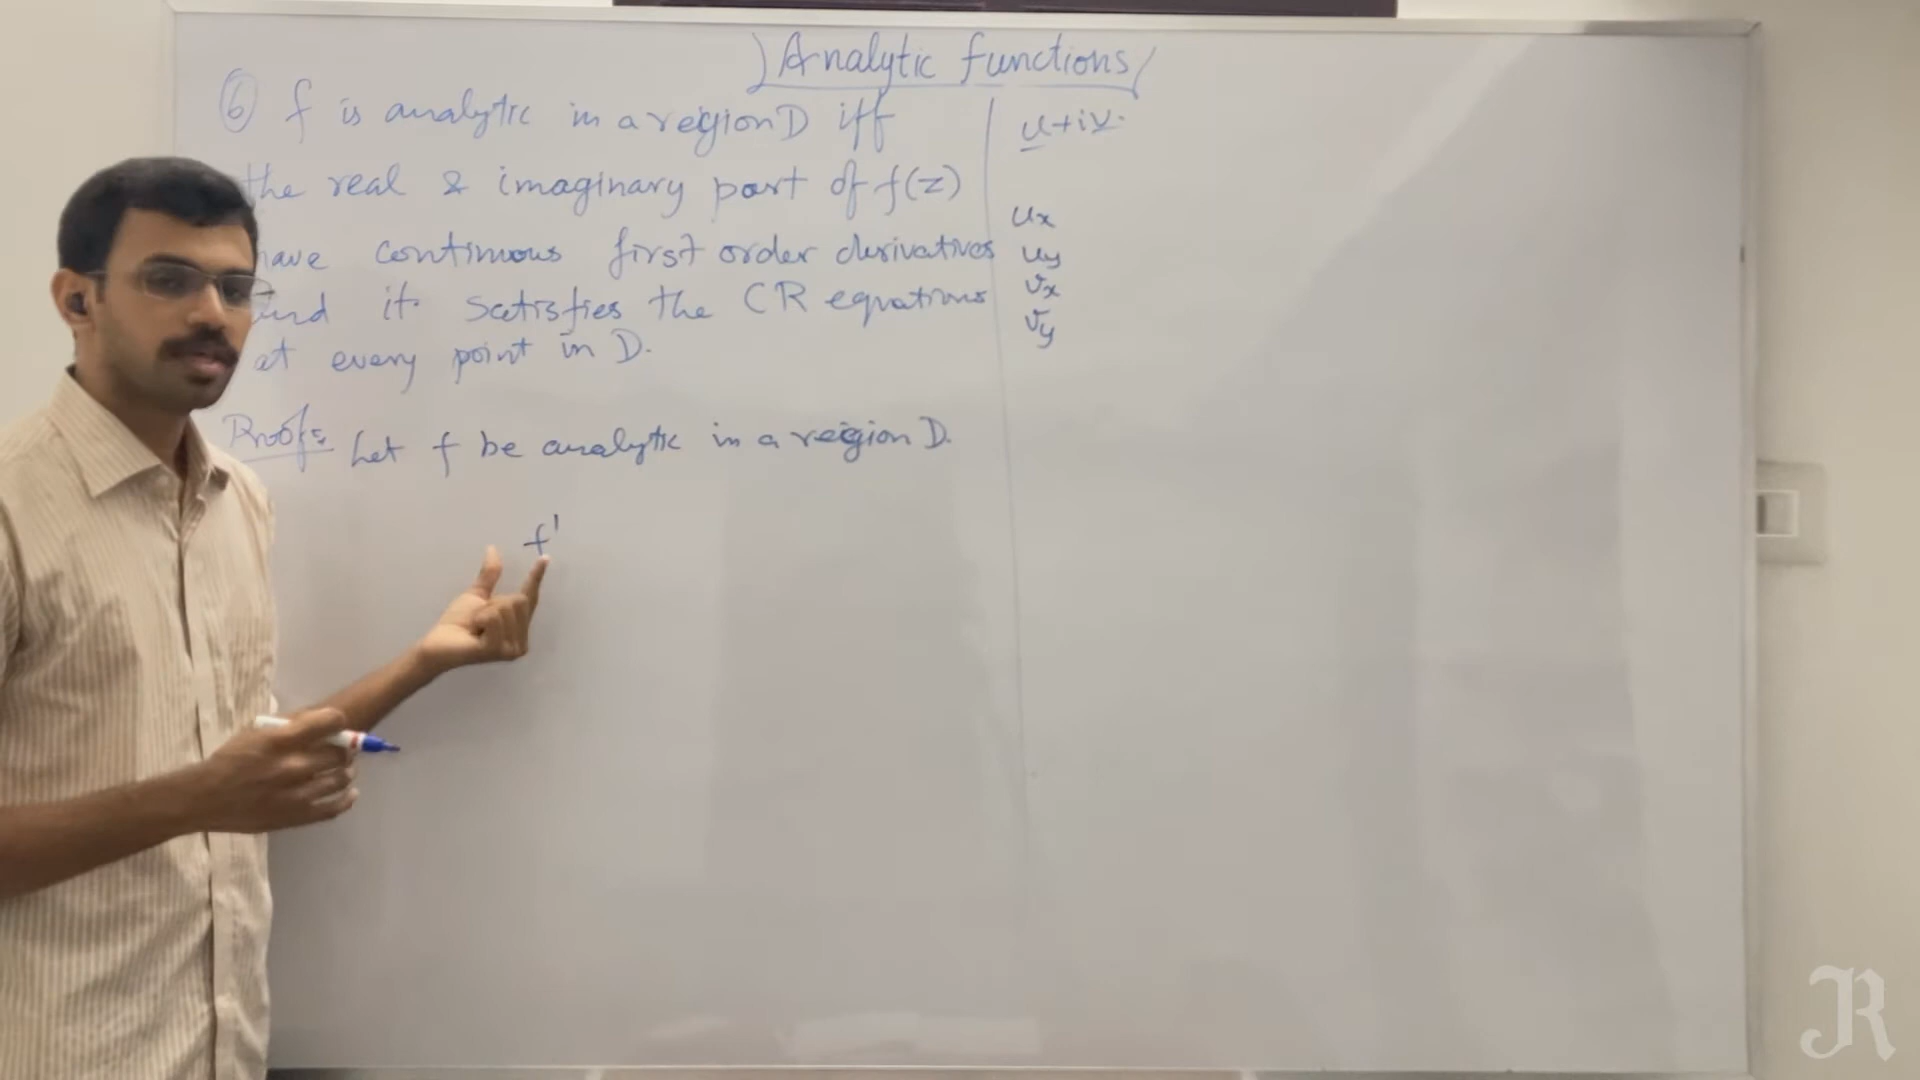 Analytic functions
⑥ f is analytic in a region D iff
the real & imaginary part of f(z)
have continuous first order derivatives
and it satisfies the CR equations
at every point in D.
Proof: Let f be analytic in a region D.
f'
u+iv.
ux
uy
vx
vy
R